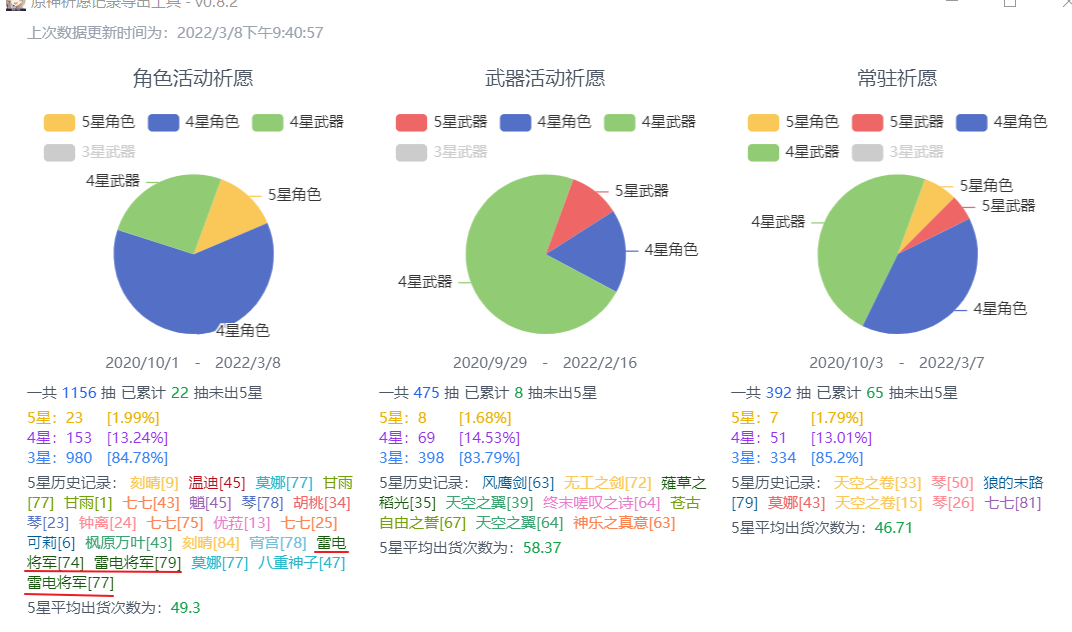 原神祈愿记录导出工具 - v0.8.2
上次数据更新时间为：2022/3/8下午9:40:57
角色活动祈愿
5星角色 4星角色 4星武器
3星武器
4星武器
5星角色
4星角色
2020/10/1 - 2022/3/8
一共 1156 抽 已累计 22 抽未出5星
5星：23 [1.99%]
4星：153 [13.24%]
3星：980 [84.78%]
5星历史记录： 刻晴[9] 温迪[45] 莫娜[77] 甘雨
[77] 甘雨[1] 七七[43] 魈[45] 琴[78] 胡桃[34]
琴[23] 钟离[24] 七七[75] 优菈[13] 七七[25]
可莉[6] 枫原万叶[43] 刻晴[84] 宵宫[78] 雷电
将军[74] 雷电将军[79] 莫娜[77] 八重神子[47]
雷电将军[77]
5星平均出货次数为：49.3
武器活动祈愿
5星武器 4星角色 4星武器
3星武器
5星武器
4星角色
4星武器
2020/9/29 - 2022/2/16
一共 475 抽 已累计 8 抽未出5星
5星：8 [1.68%]
4星：69 [14.53%]
3星：398 [83.79%]
5星历史记录： 风鹰剑[63] 无工之剑[72] 薙草之
稻光[35] 天空之翼[39] 终末嗟叹之诗[64] 苍古
自由之誓[67] 天空之翼[64] 神乐之真意[63]
5星平均出货次数为：58.37
常驻祈愿
5星角色 5星武器 4星角色
4星武器 3星武器
5星角色
5星武器
4星武器
4星角色
2020/10/3 - 2022/3/7
一共 392 抽 已累计 65 抽未出5星
5星：7 [1.79%]
4星：51 [13.01%]
3星：334 [85.2%]
5星历史记录： 天空之卷[33] 琴[50] 狼的末路
[79] 莫娜[43] 天空之卷[15] 琴[26] 七七[81]
5星平均出货次数为：46.71